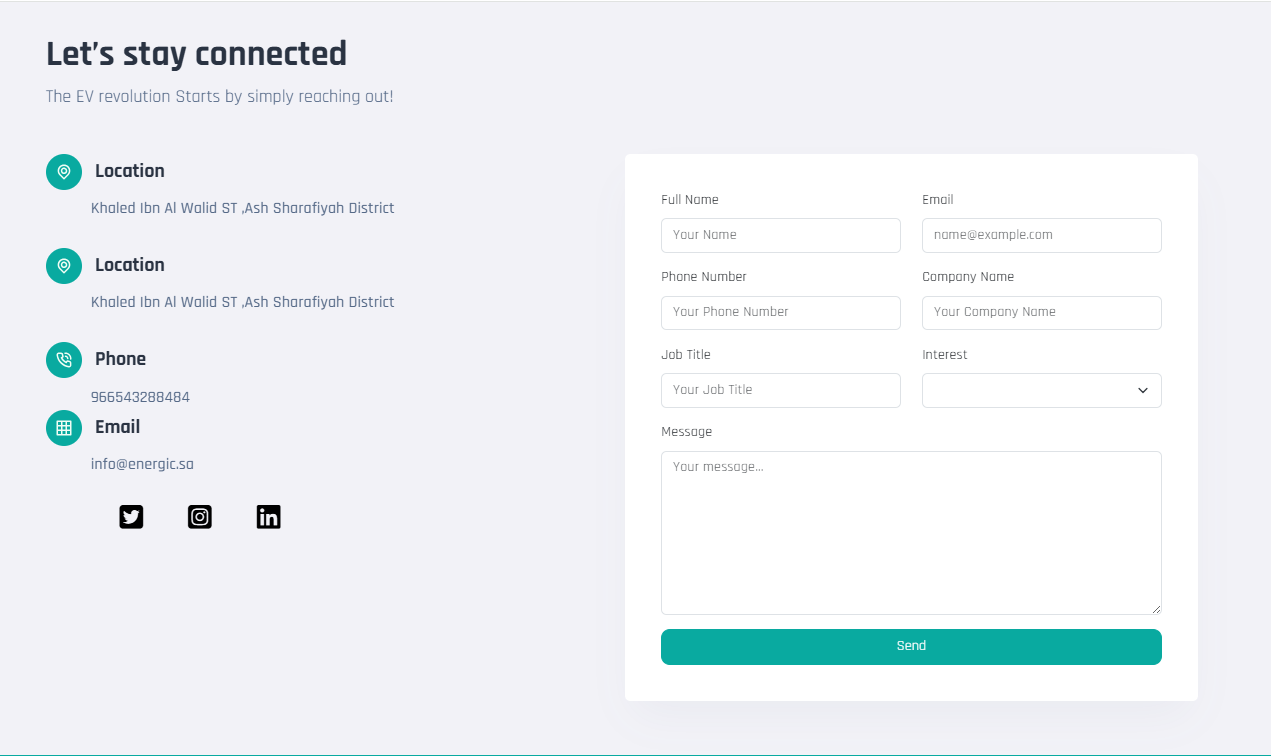 Let’s stay connected
The EV revolution Starts by simply reaching out!
Location
Khaled Ibn Al Walid ST ,Ash Sharafiyah District
Location
Khaled Ibn Al Walid ST ,Ash Sharafiyah District
Phone
966543288484
Email
info@energic.sa
in
Full Name
Your Name
Email
name@example.com
Phone Number
Your Phone Number
Company Name
Your Company Name
Job Title
Your Job Title
Interest
Message
Your message...
Send